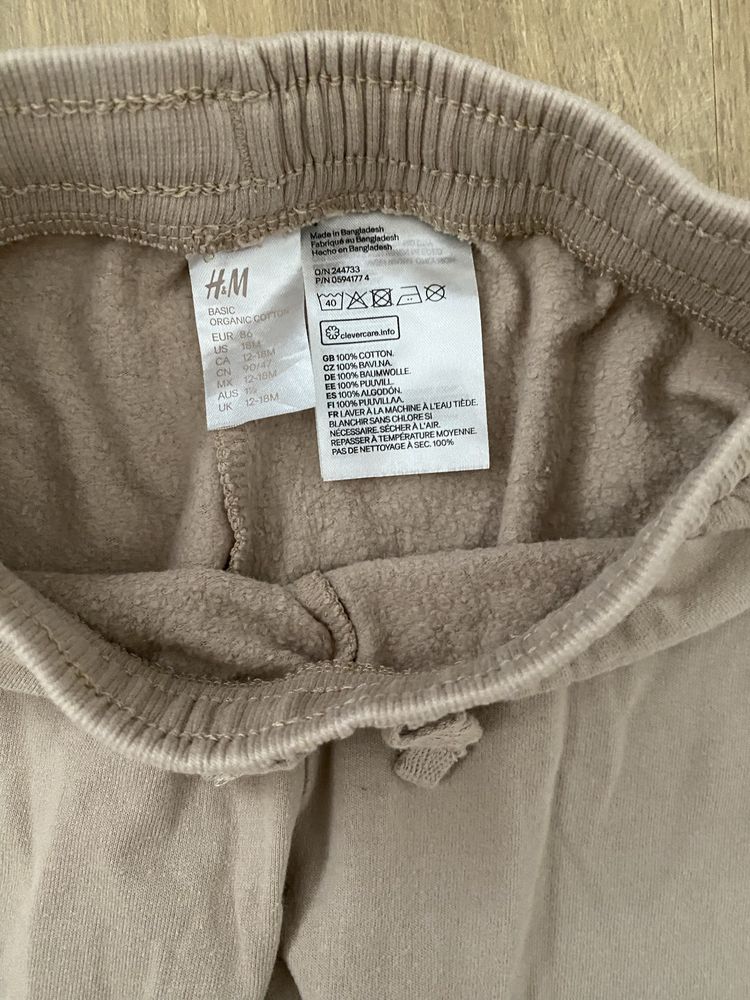 H&M
BASIC
ORGANIC COTTON
EUR 86
US 18M
CA 12-18M
CN 90/47
MX 12-18M
AUS 1½
UK 12-18M
Made in Bangladesh
Fabriqué au Bangladesh
Hecho en Bangladesh
O/N 244733
P/N 0594177 4
40
clevercare.info
GB 100% COTTON.
CZ 100% BAVLNA.
DE 100% BAUMWOLLE.
EE 100% PUUVILL.
ES 100% ALGODÓN.
FI 100% PUUVILLAA.
FR LAVER À LA MACHINE À L'EAU TIÈDE.
BLANCHIR SANS CHLORE SI
NÉCESSAIRE. SÉCHER À L'AIR.
REPASSER À TEMPÉRATURE MOYENNE.
PAS DE NETTOYAGE À SEC. 100%